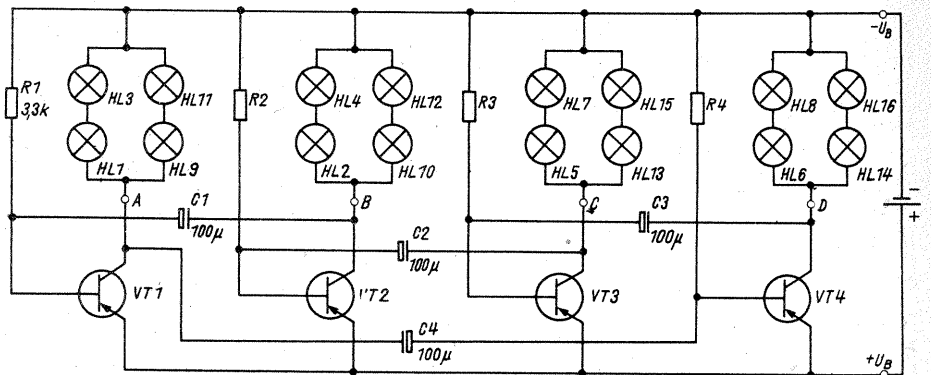 R1
3,3k
HL3
HL11
HL1
HL9
A
C1
100μ
VT1
R2
HL4
HL12
HL2
HL10
B
C2
100μ
VT2
C4
100μ
R3
HL7
HL15
HL5
HL13
C
C3
100μ
VT3
R4
HL8
HL16
HL6
HL14
D
VT4
-U_B
−
+
+U_B